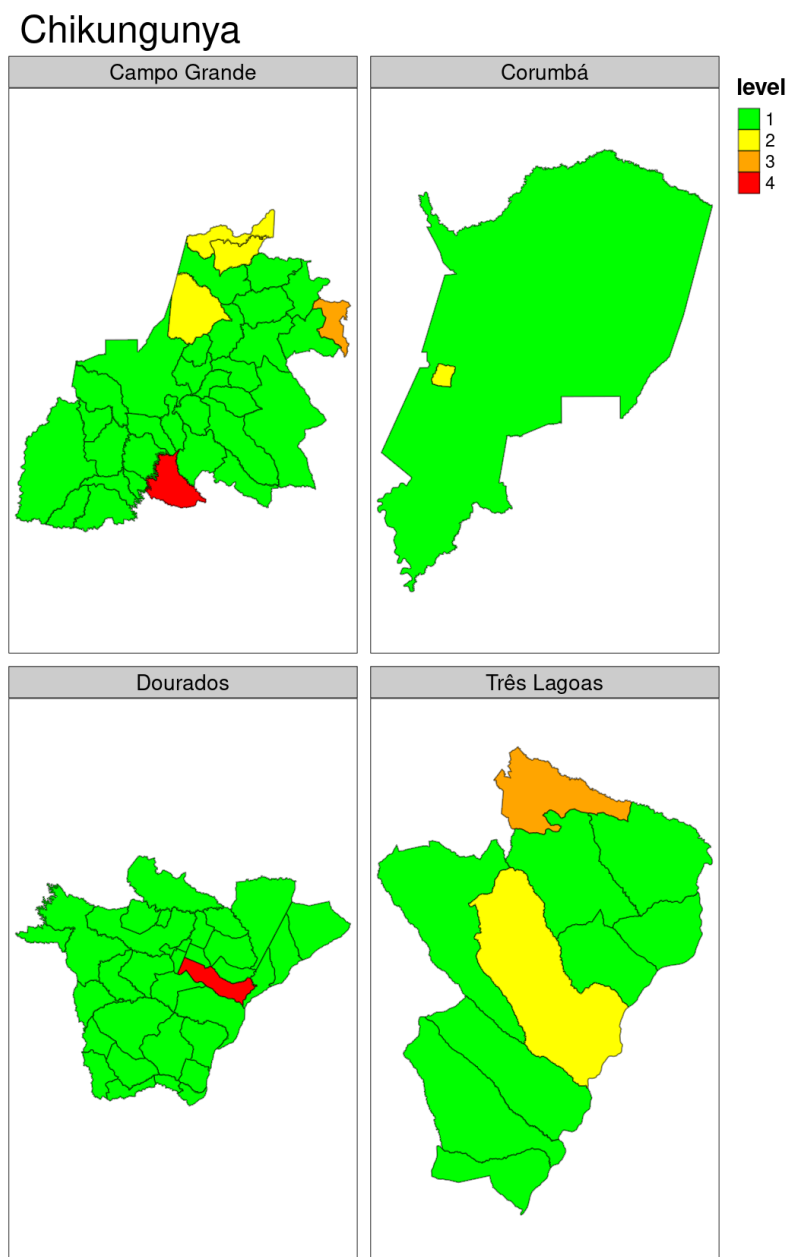 Chikungunya
Campo Grande
Corumbá
level
1
2
3
4
Dourados
Três Lagoas